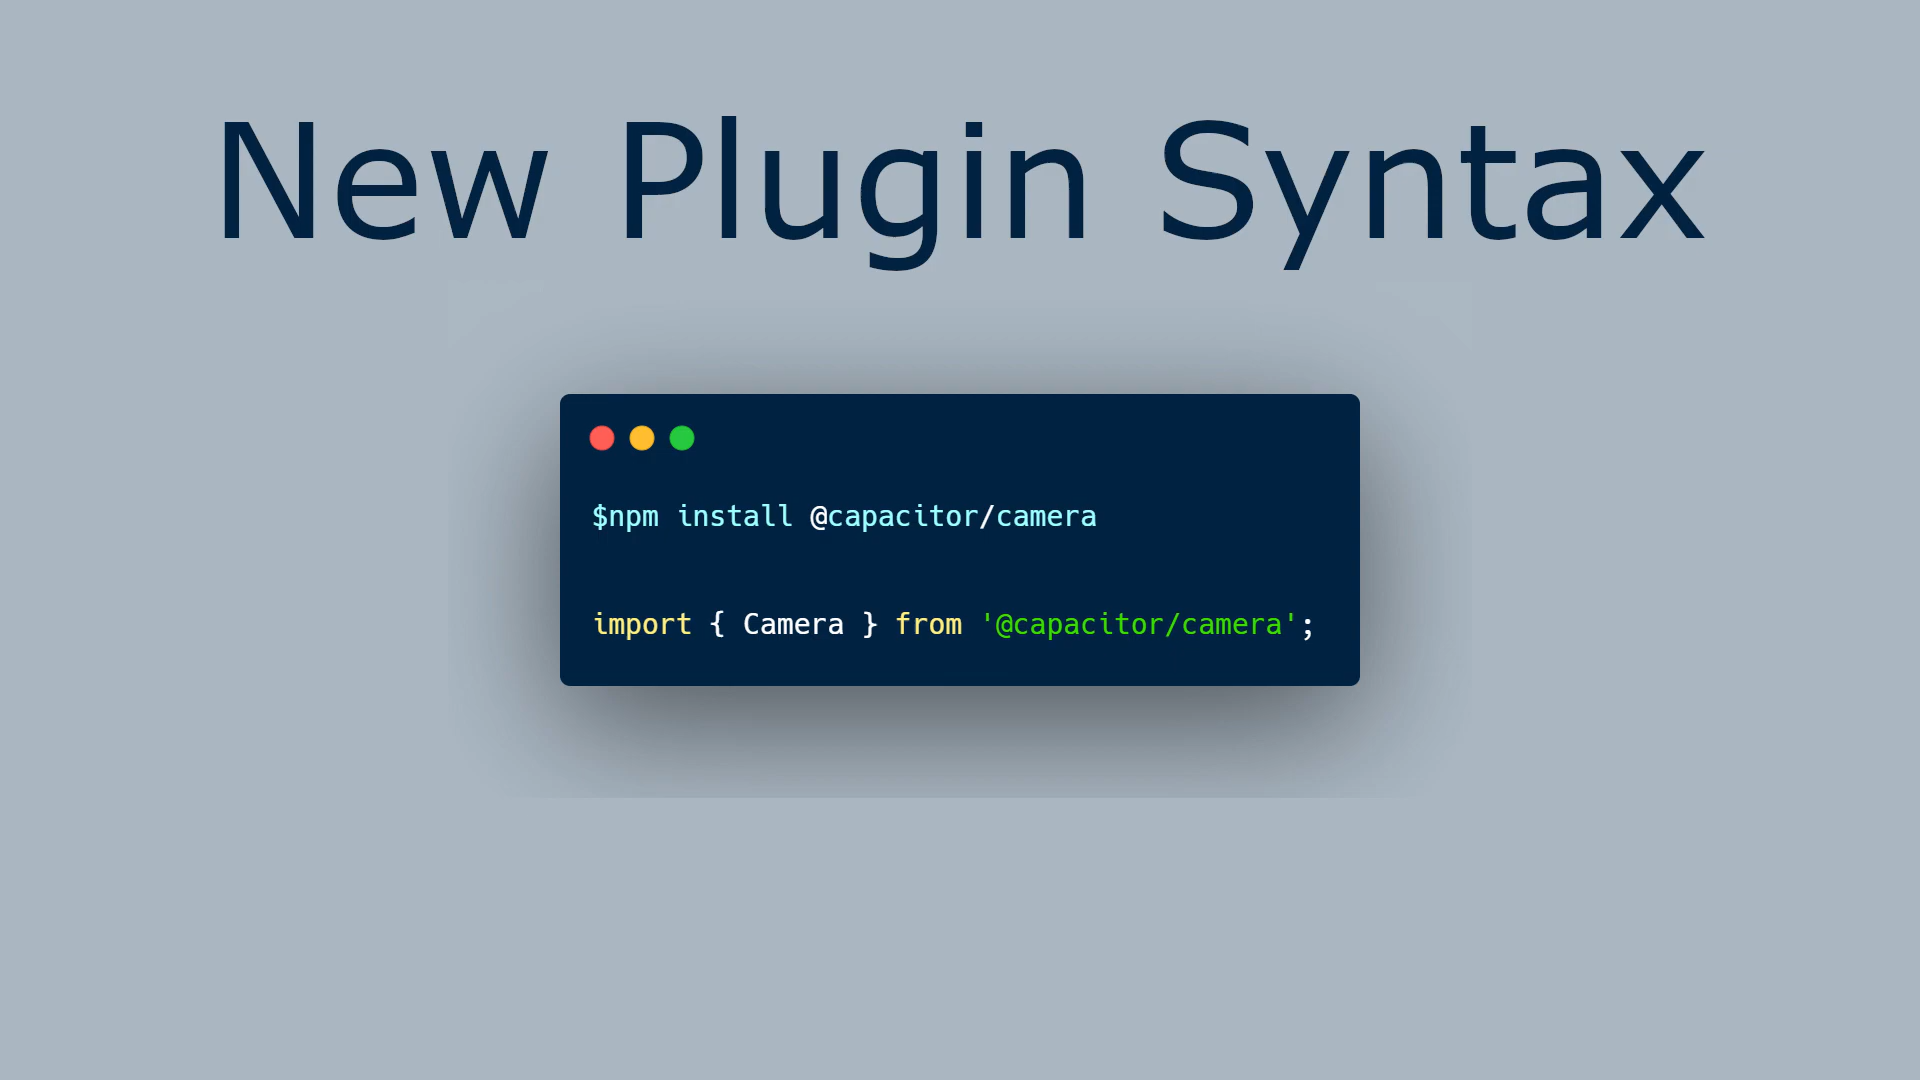 New Plugin Syntax
$npm install @capacitor/camera
import { Camera } from '@capacitor/camera';